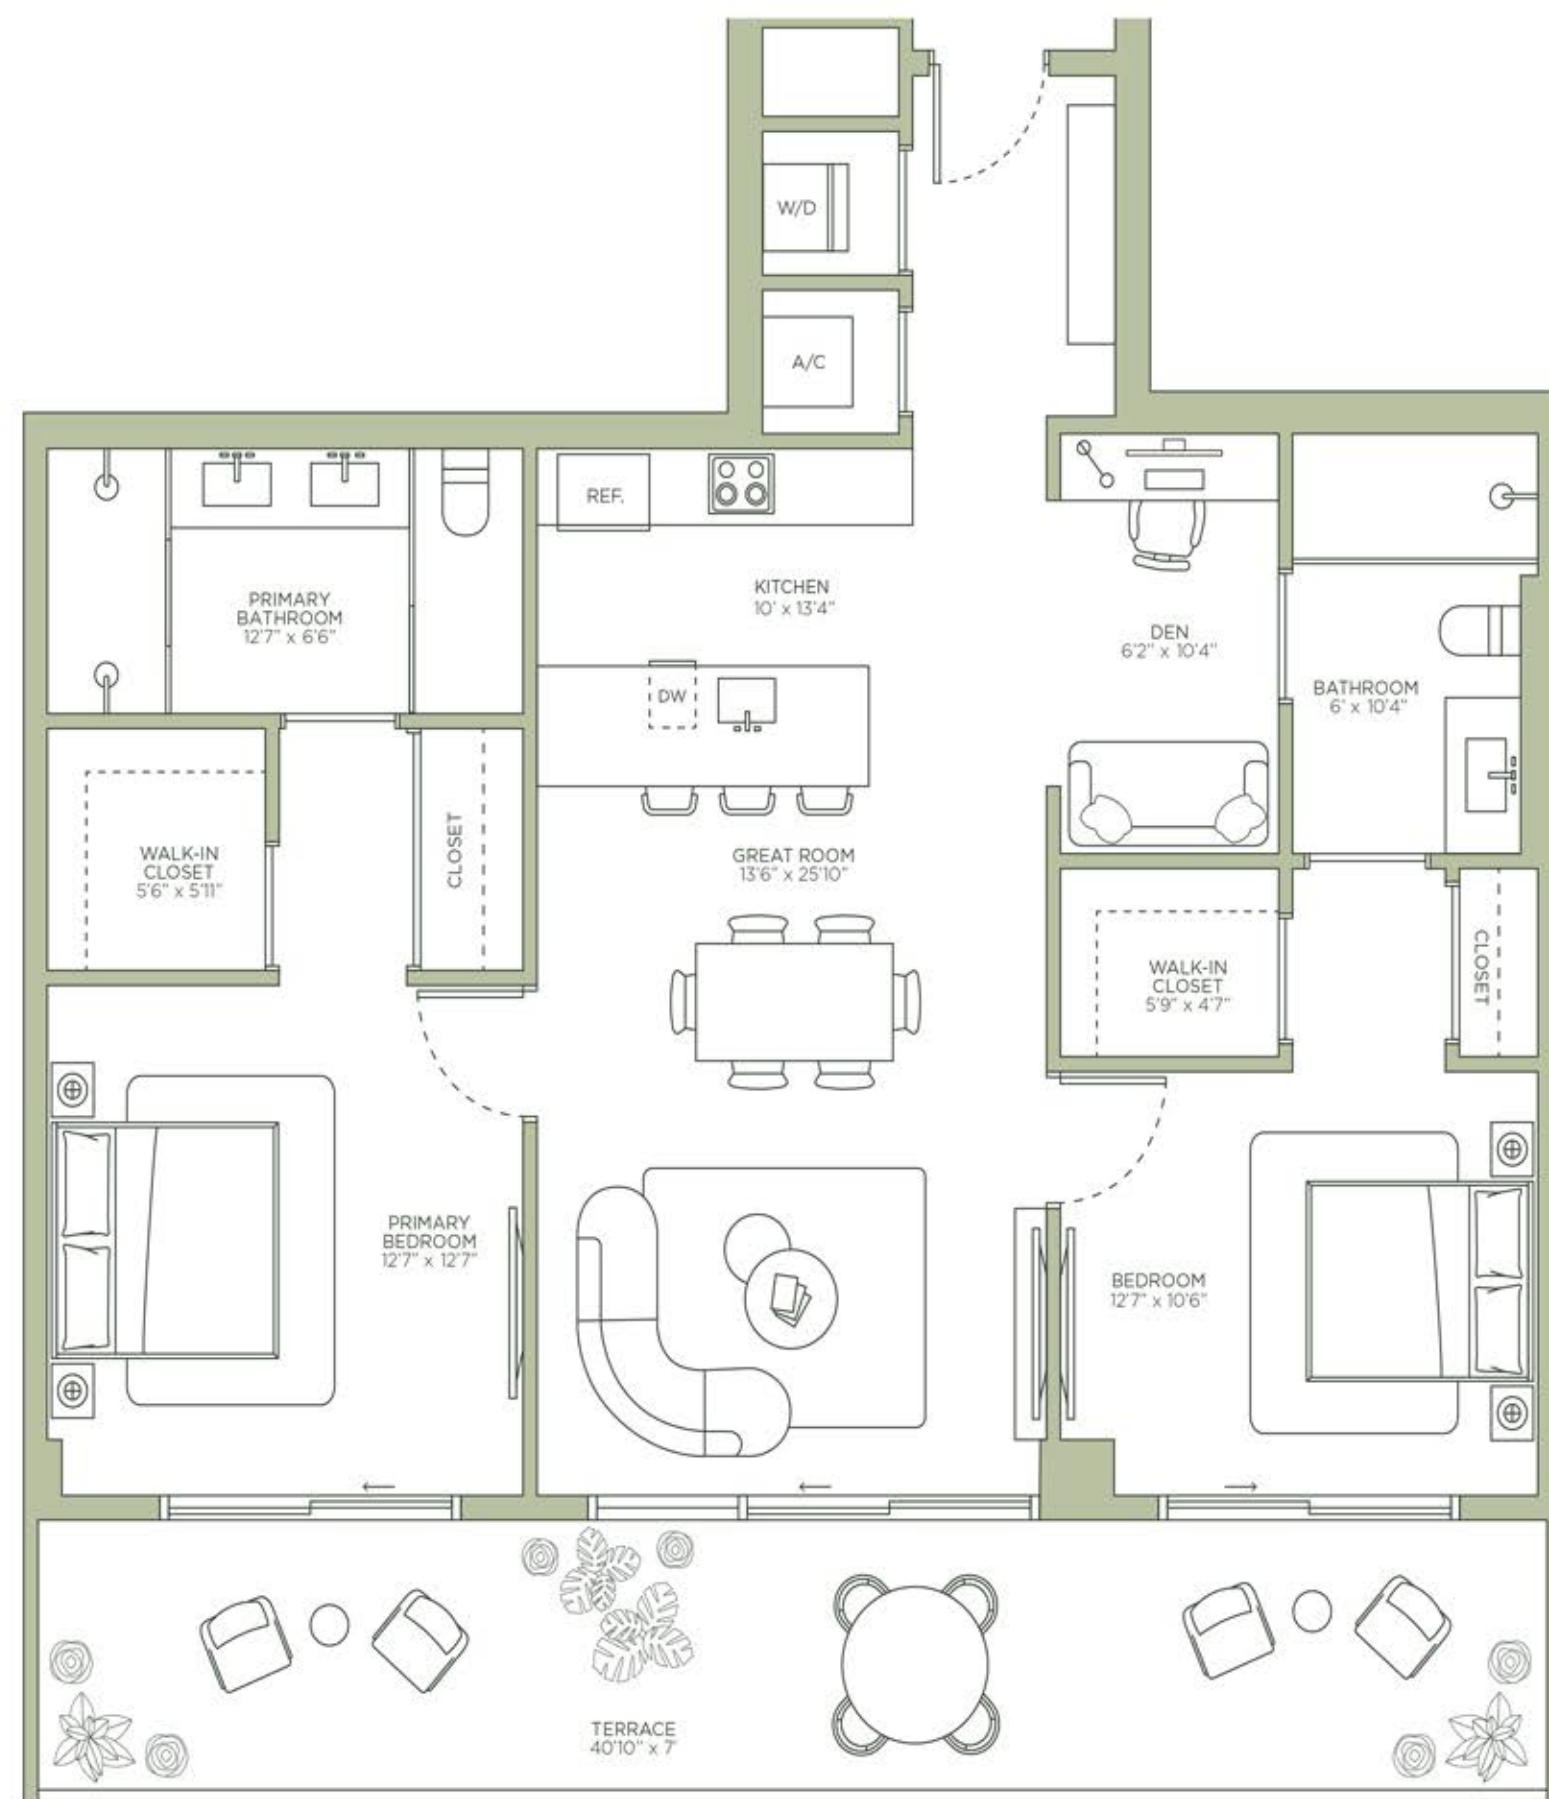 W/D
A/C
REF.
KITCHEN
10' x 13'4"
PRIMARY
BATHROOM
12'7" x 6'6"
DEN
6'2" x 10'4"
BATHROOM
6' x 10'4"
DW
WALK-IN
CLOSET
5'6" x 5'11"
CLOSET
GREAT ROOM
13'6" x 25'10"
WALK-IN
CLOSET
5'9" x 4'7"
CLOSET
PRIMARY
BEDROOM
12'7" x 12'7"
BEDROOM
12'7" x 10'6"
TERRACE
40'10" x 7'